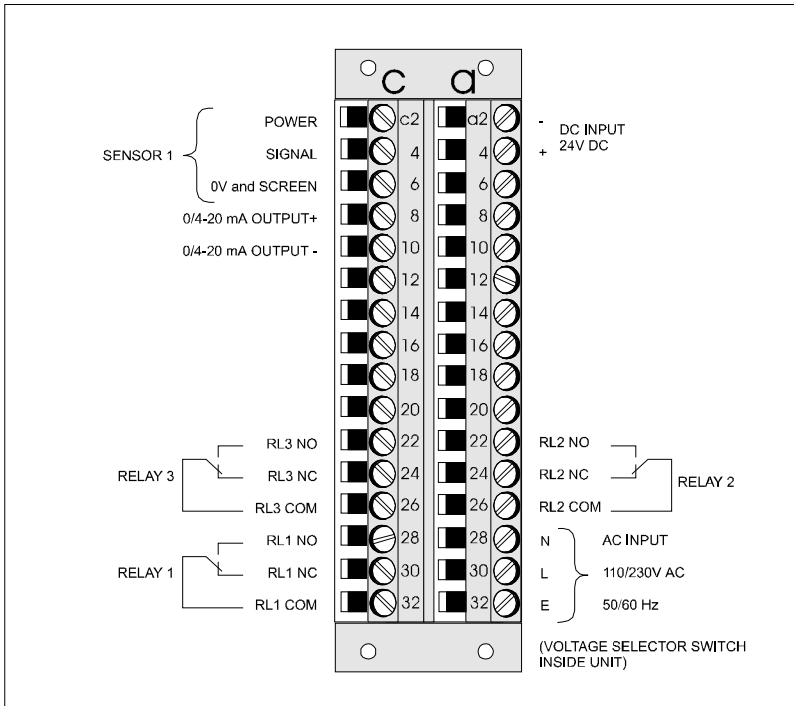 c a
POWER c2 a2 - DC INPUT
SENSOR 1 SIGNAL 4 4 + 24V DC
0V and SCREEN 6 6
0/4-20 mA OUTPUT+ 8 8
0/4-20 mA OUTPUT - 10 10
12 12
14 14
16 16
18 18
20 20
RL3 NO 22 22 RL2 NO
RELAY 3 RL3 NC 24 24 RL2 NC RELAY 2
RL3 COM 26 26 RL2 COM
RL1 NO 28 28 N AC INPUT
RELAY 1 RL1 NC 30 30 L 110/230V AC
RL1 COM 32 32 E 50/60 Hz
(VOLTAGE SELECTOR SWITCH
INSIDE UNIT)